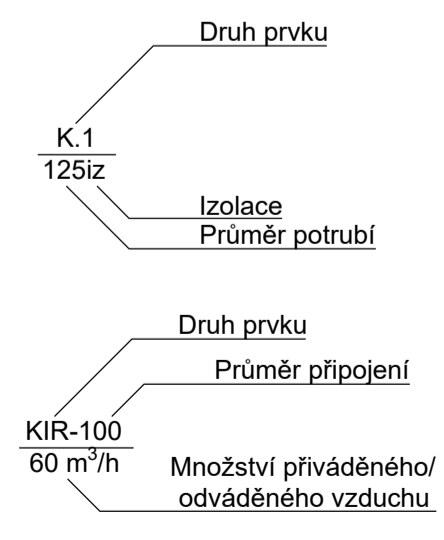 Druh prvku
K.1
125iz
Izolace
Průměr potrubí
Druh prvku
Průměr připojení
KIR-100
60 m³/h
Množství přiváděného/
odváděného vzduchu